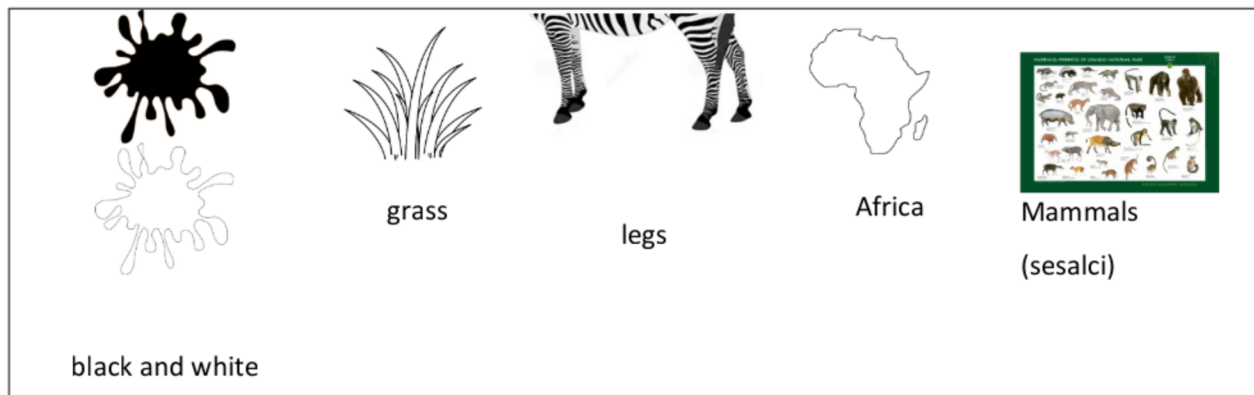 grass
legs
Africa
Mammals
(sesalci)
black and white